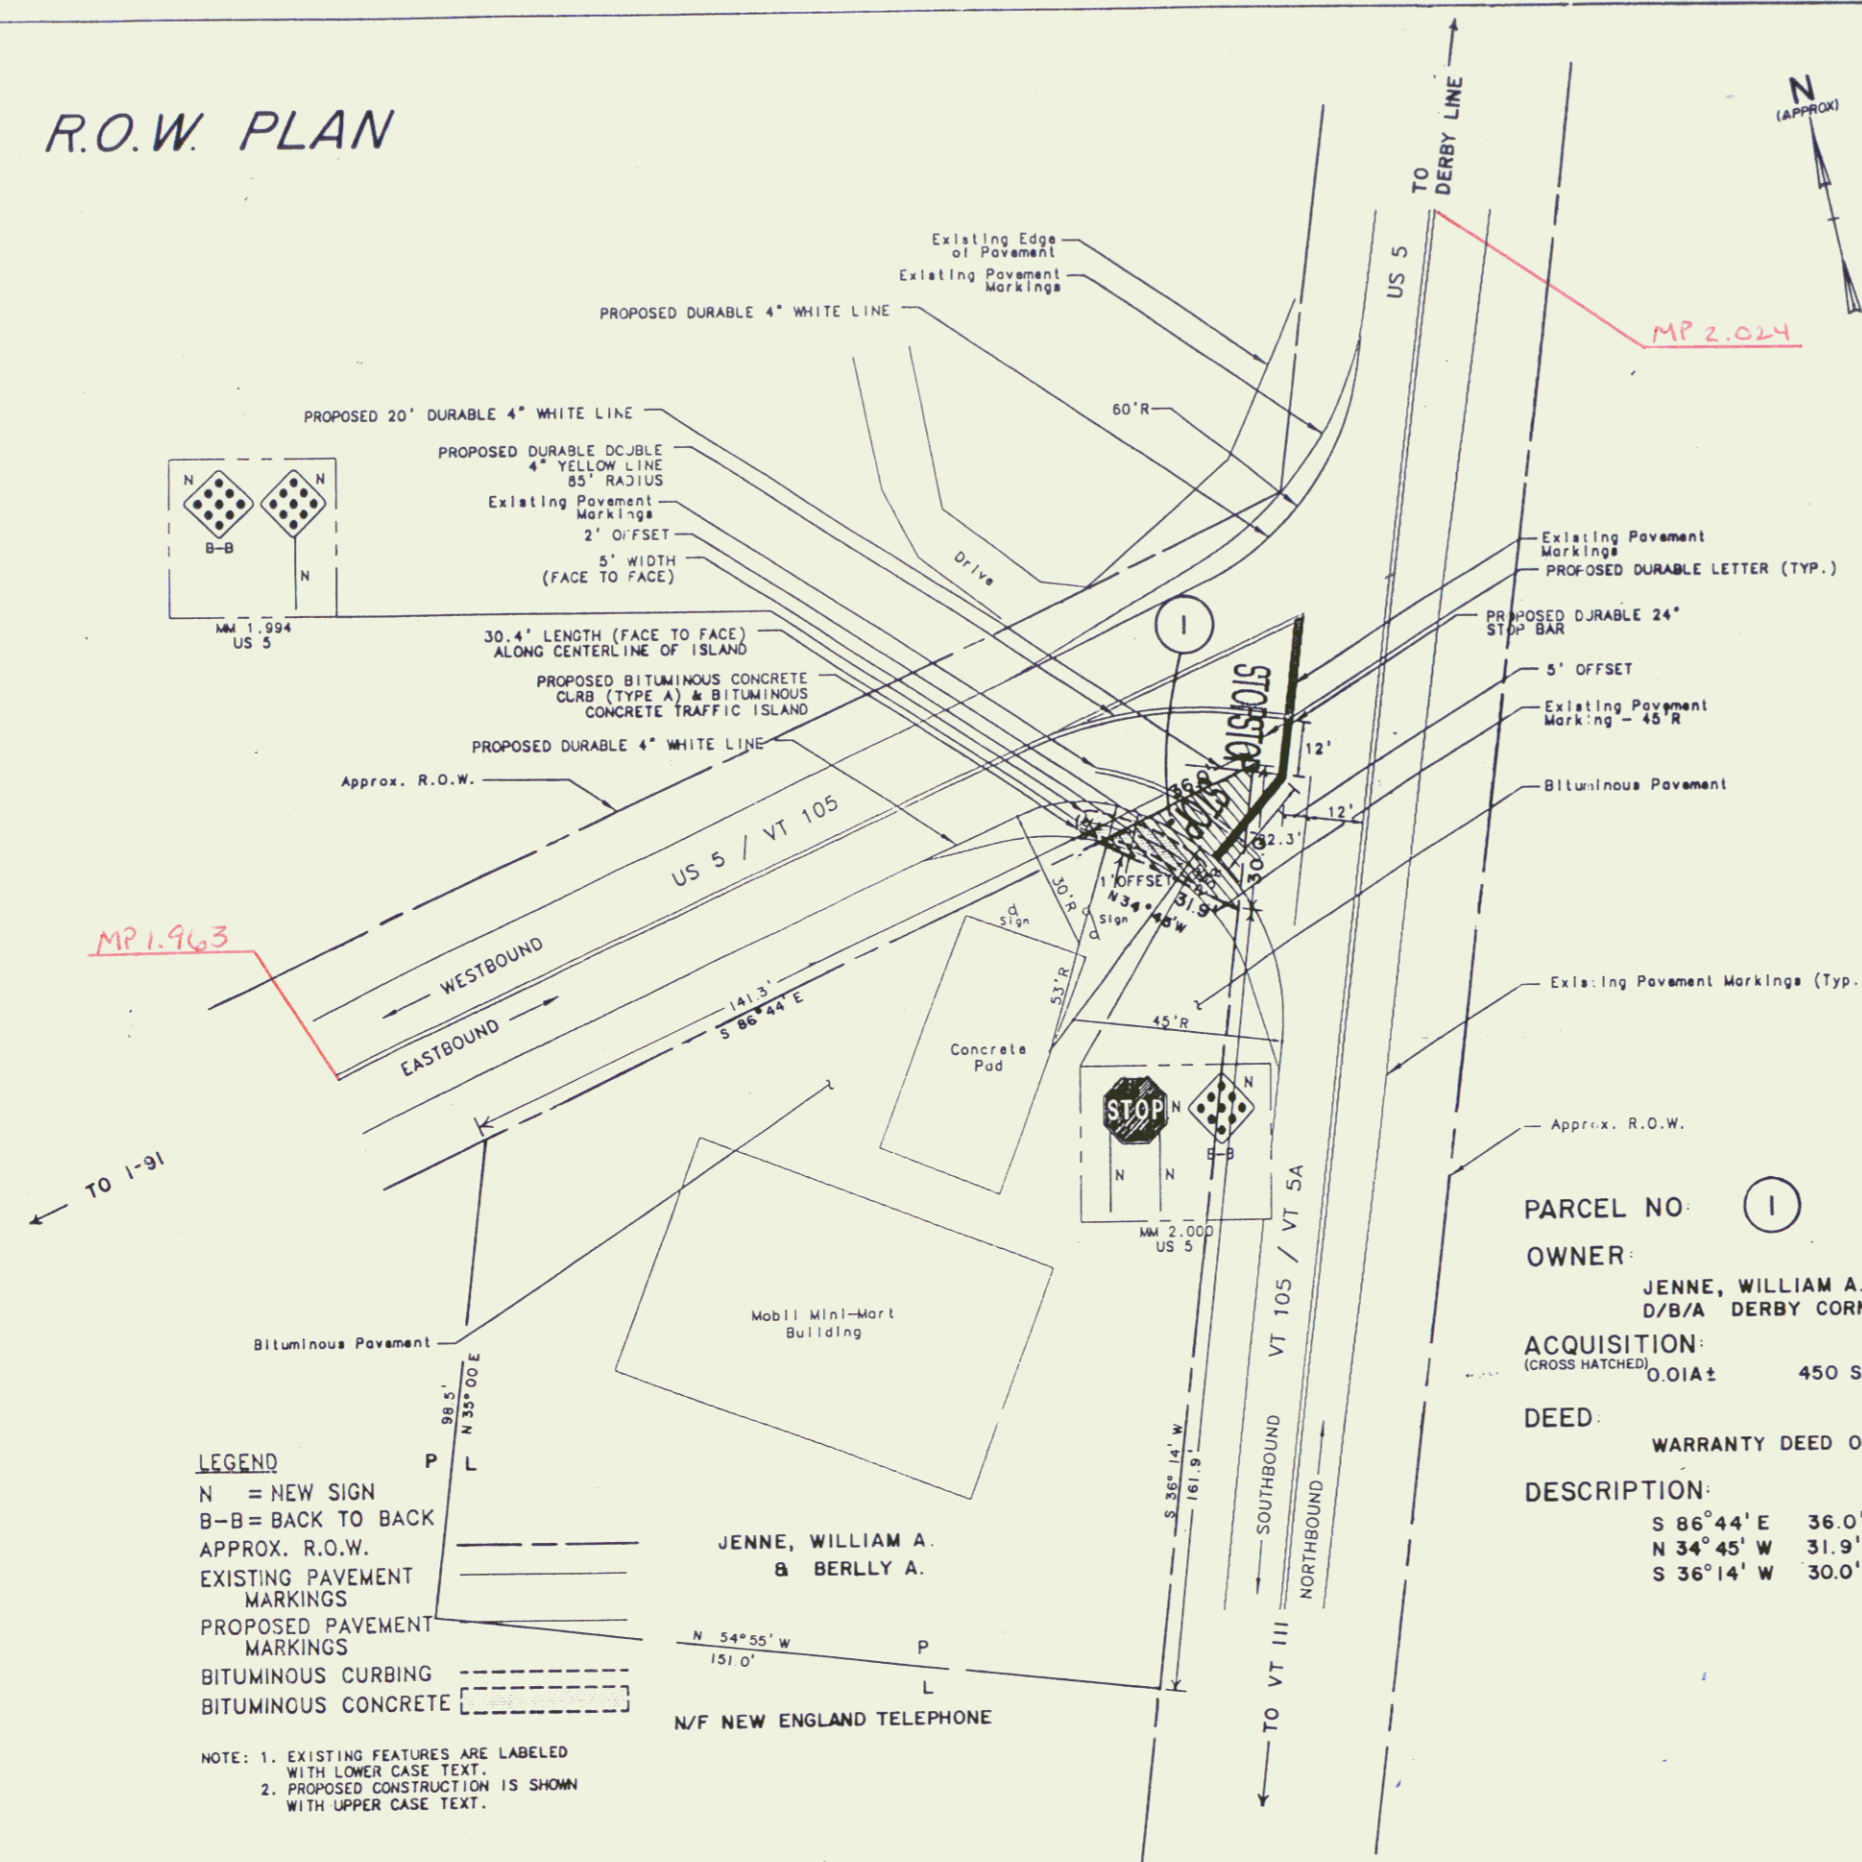 R.O.W. PLAN
N
(APPROX)
TO
DERBY LINE
US 5
MP 2.024
Existing Edge
of Pavement
Existing Pavement
Markings
PROPOSED DURABLE 4" WHITE LINE
60'R
PROPOSED 20' DURABLE 4" WHITE LINE
PROPOSED DURABLE DOUBLE
4" YELLOW LINE
85' RADIUS
Existing Pavement
Markings
2' OFFSET
5' WIDTH
(FACE TO FACE)
N
N
B-B
N
MM 1.994
US 5
30.4' LENGTH (FACE TO FACE)
ALONG CENTERLINE OF ISLAND
PROPOSED BITUMINOUS CONCRETE
CURB (TYPE A) & BITUMINOUS
CONCRETE TRAFFIC ISLAND
PROPOSED DURABLE 4" WHITE LINE
Approx. R.O.W.
Drive
1
Existing Pavement
Markings
PROPOSED DURABLE LETTER (TYP.)
PROPOSED DURABLE 24"
STOP BAR
5' OFFSET
Existing Pavement
Marking - 45'R
Bituminous Pavement
Existing Pavement Markings (Typ.
Approx. R.O.W.
STOP
STOP
STOP
12'
12'
36.0'
30.0'
32.3'
1' OFFSET
N 34° 45' W
31.9'
30'R
Sign
Sign
53'R
45'R
US 5 / VT 105
MP 1.963
WESTBOUND
EASTBOUND
141.3'
S 86° 44' E
TO I-91
Concrete
Pad
STOP
N
N
B-B
N
N
MM 2.000
US 5
Mobil Mini-Mart
Building
Bituminous Pavement
98.5'
N 35° 00' E
P L
VT 105 / VT 5A
SOUTHBOUND
NORTHBOUND
S 36° 14' W
161.9'
TO VT 111
JENNE, WILLIAM A.
& BERLLY A.
N 54°55' W
151.0'
P
L
N/F NEW ENGLAND TELEPHONE
LEGEND
N = NEW SIGN
B-B = BACK TO BACK
APPROX. R.O.W.
EXISTING PAVEMENT
MARKINGS
PROPOSED PAVEMENT
MARKINGS
BITUMINOUS CURBING
BITUMINOUS CONCRETE
NOTE: 1. EXISTING FEATURES ARE LABELED
WITH LOWER CASE TEXT.
2. PROPOSED CONSTRUCTION IS SHOWN
WITH UPPER CASE TEXT.
PARCEL NO: 1
OWNER:
JENNE, WILLIAM A.
D/B/A DERBY CORN
ACQUISITION:
(CROSS HATCHED) 0.01A± 450 S
DEED:
WARRANTY DEED O
DESCRIPTION:
S 86°44' E 36.0'
N 34°45' W 31.9'
S 36°14' W 30.0'